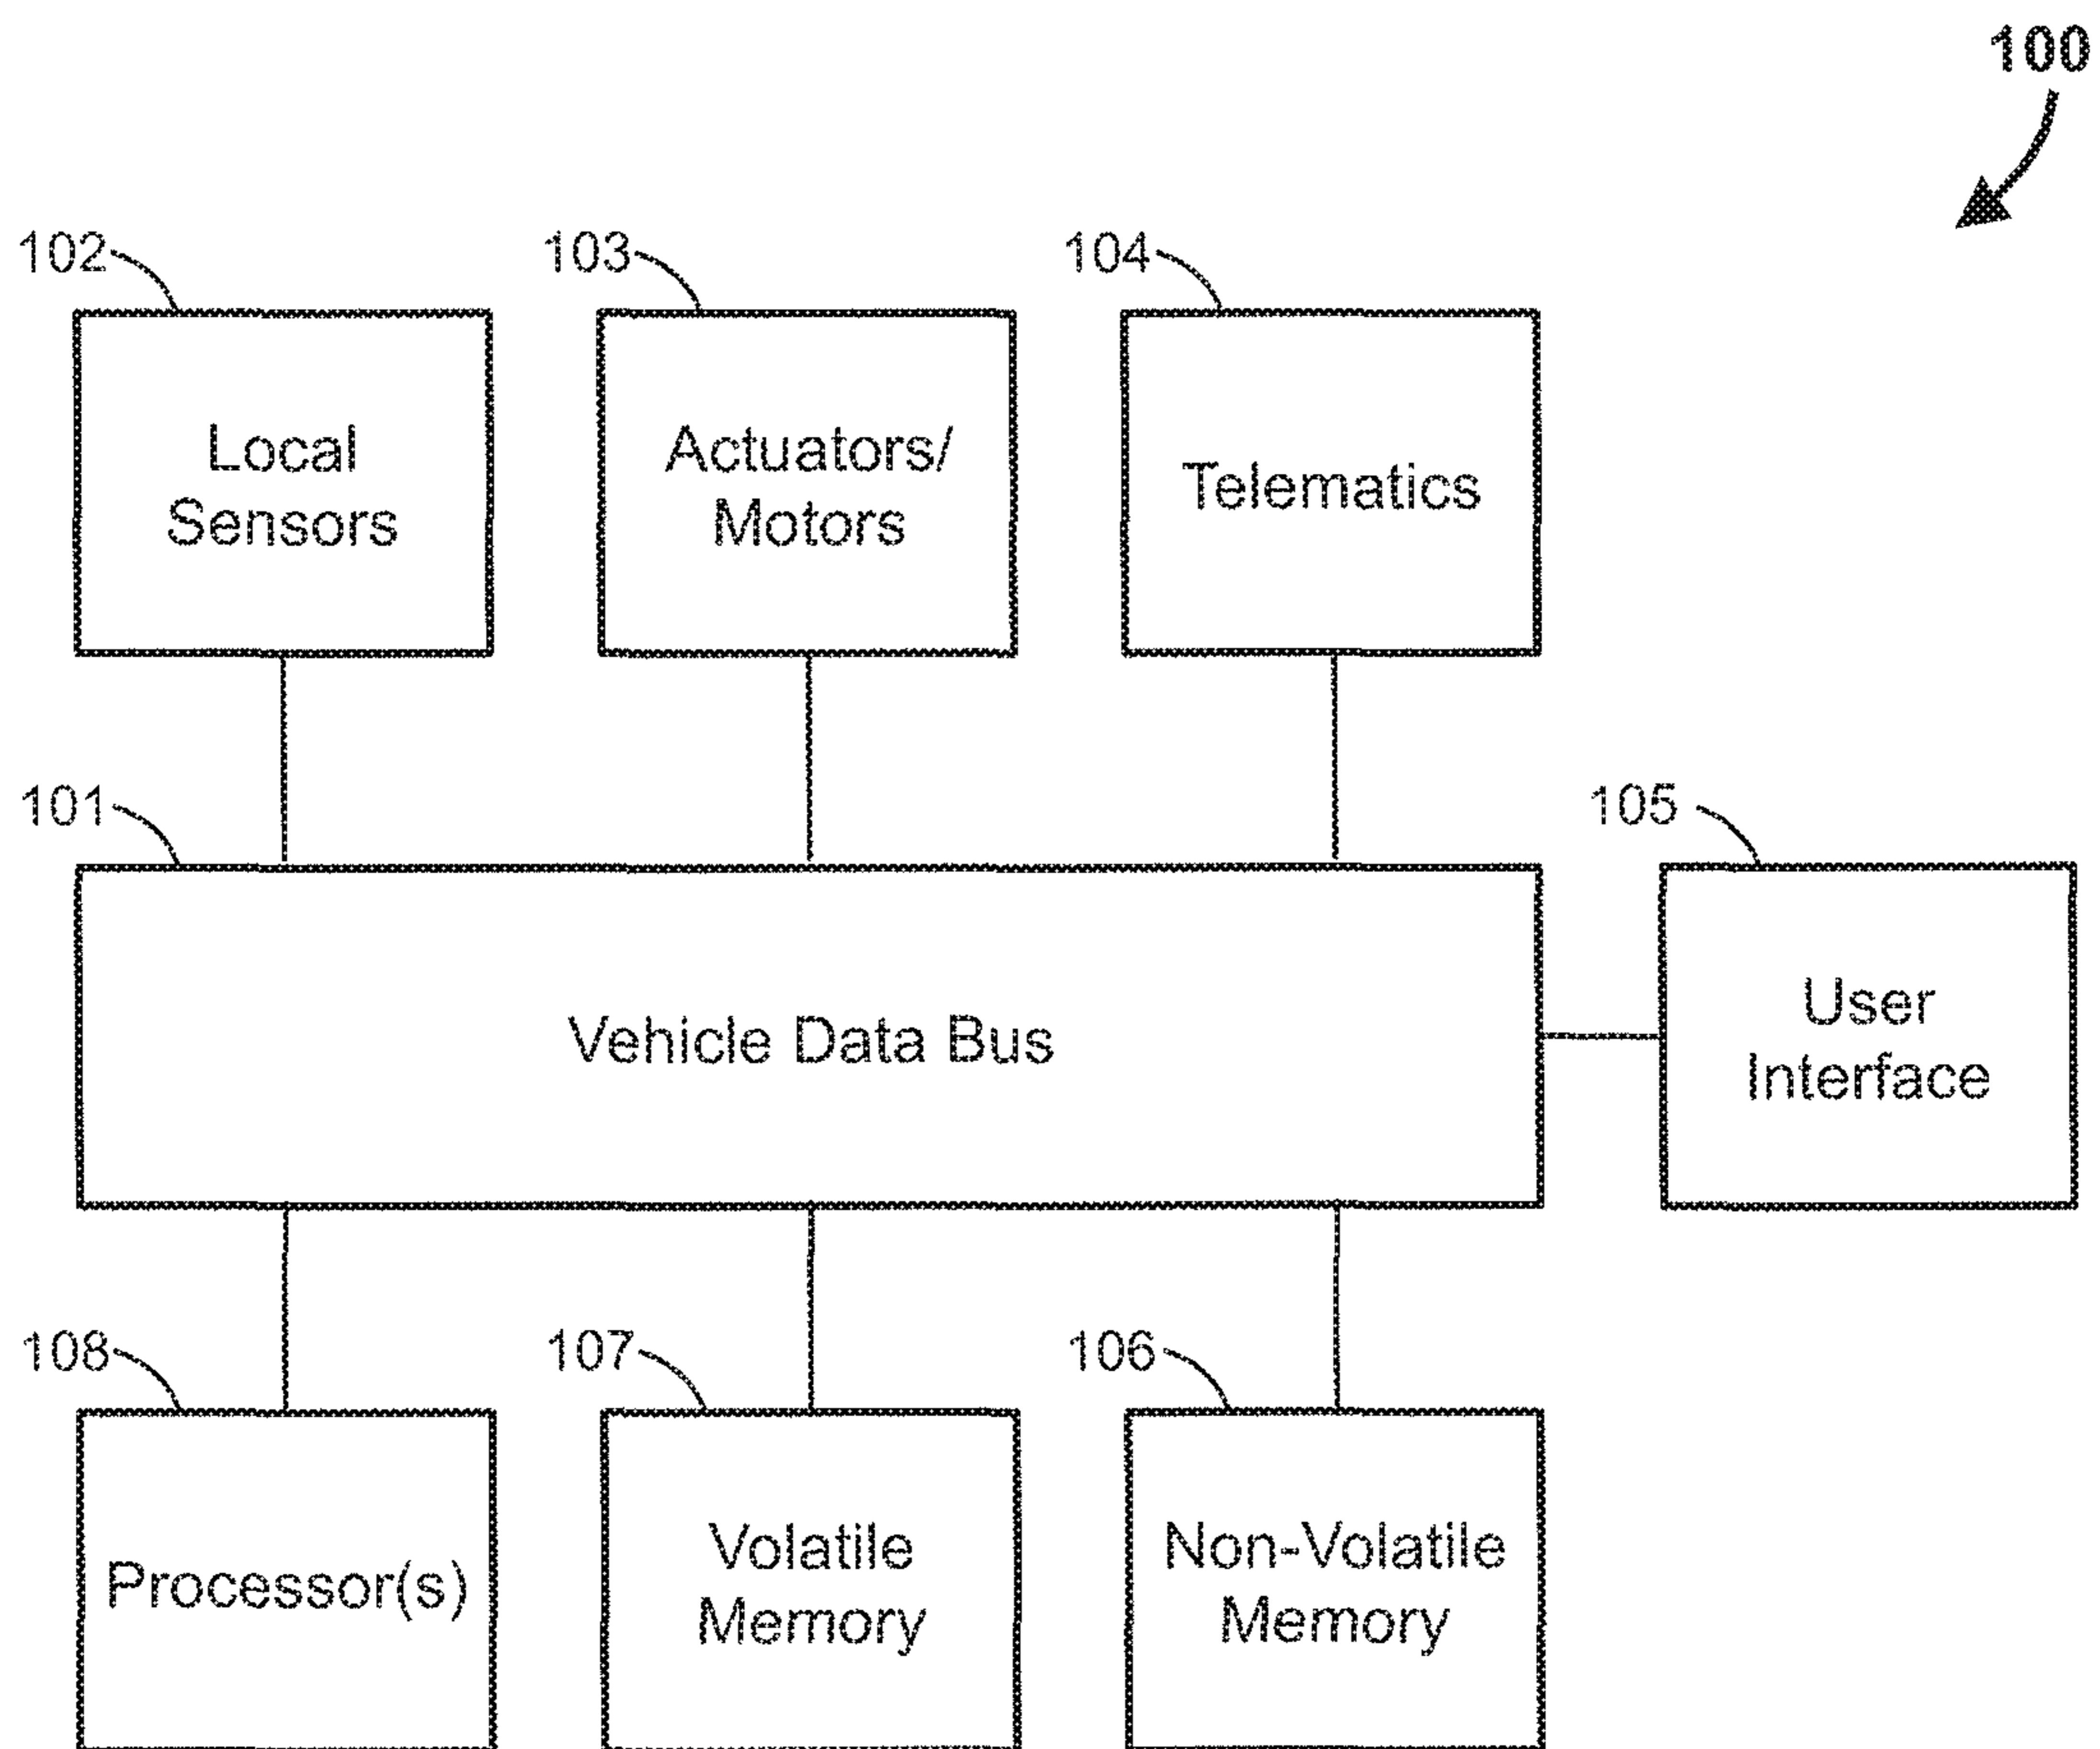 100
102
103
104
Local
Sensors
Actuators/
Motors
Telematics
101
105
Vehicle Data Bus
User
Interface
108
107
106
Processor(s)
Volatile
Memory
Non-Volatile
Memory